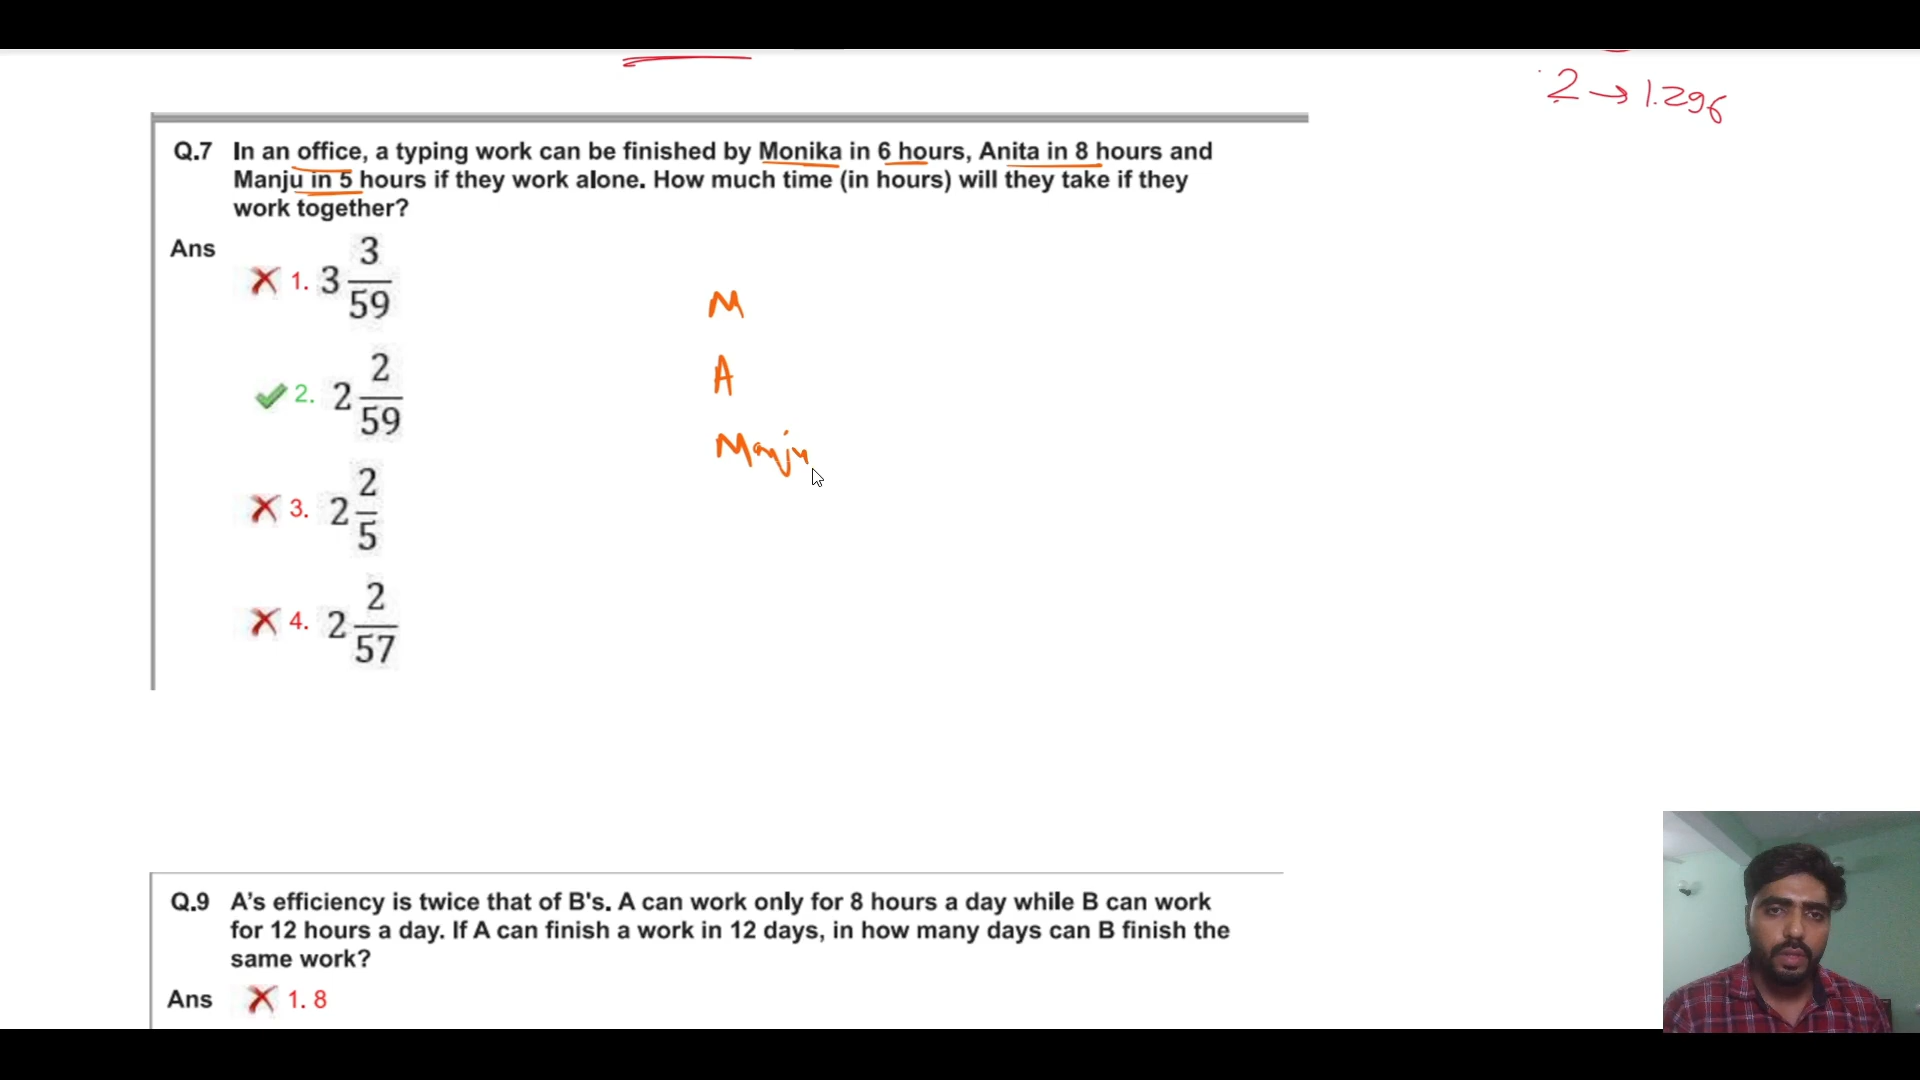 2 → 1.296
Q.7 In an office, a typing work can be finished by Monika in 6 hours, Anita in 8 hours and
Manju in 5 hours if they work alone. How much time (in hours) will they take if they
work together?
Ans
1. 3 3/59
2. 2 2/59
3. 2 2/5
4. 2 2/57
M
A
Manju
Q.9 A's efficiency is twice that of B's. A can work only for 8 hours a day while B can work
for 12 hours a day. If A can finish a work in 12 days, in how many days can B finish the
same work?
Ans 1. 8